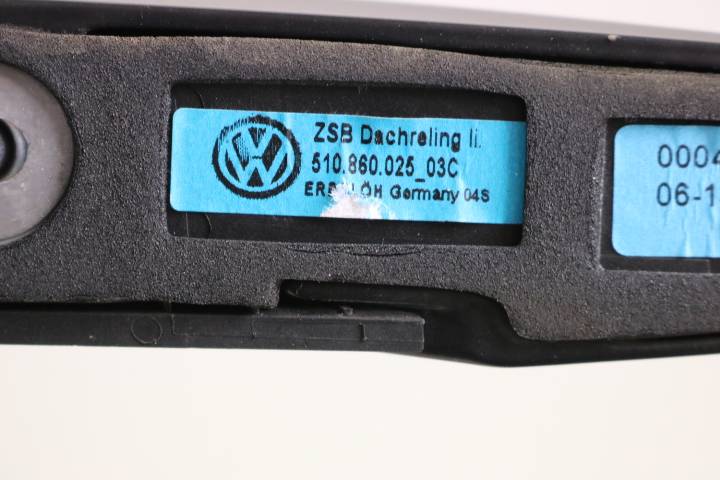 ZSB Dachreling li.
510.860.025_03C
Germany 04S
0004
06-1